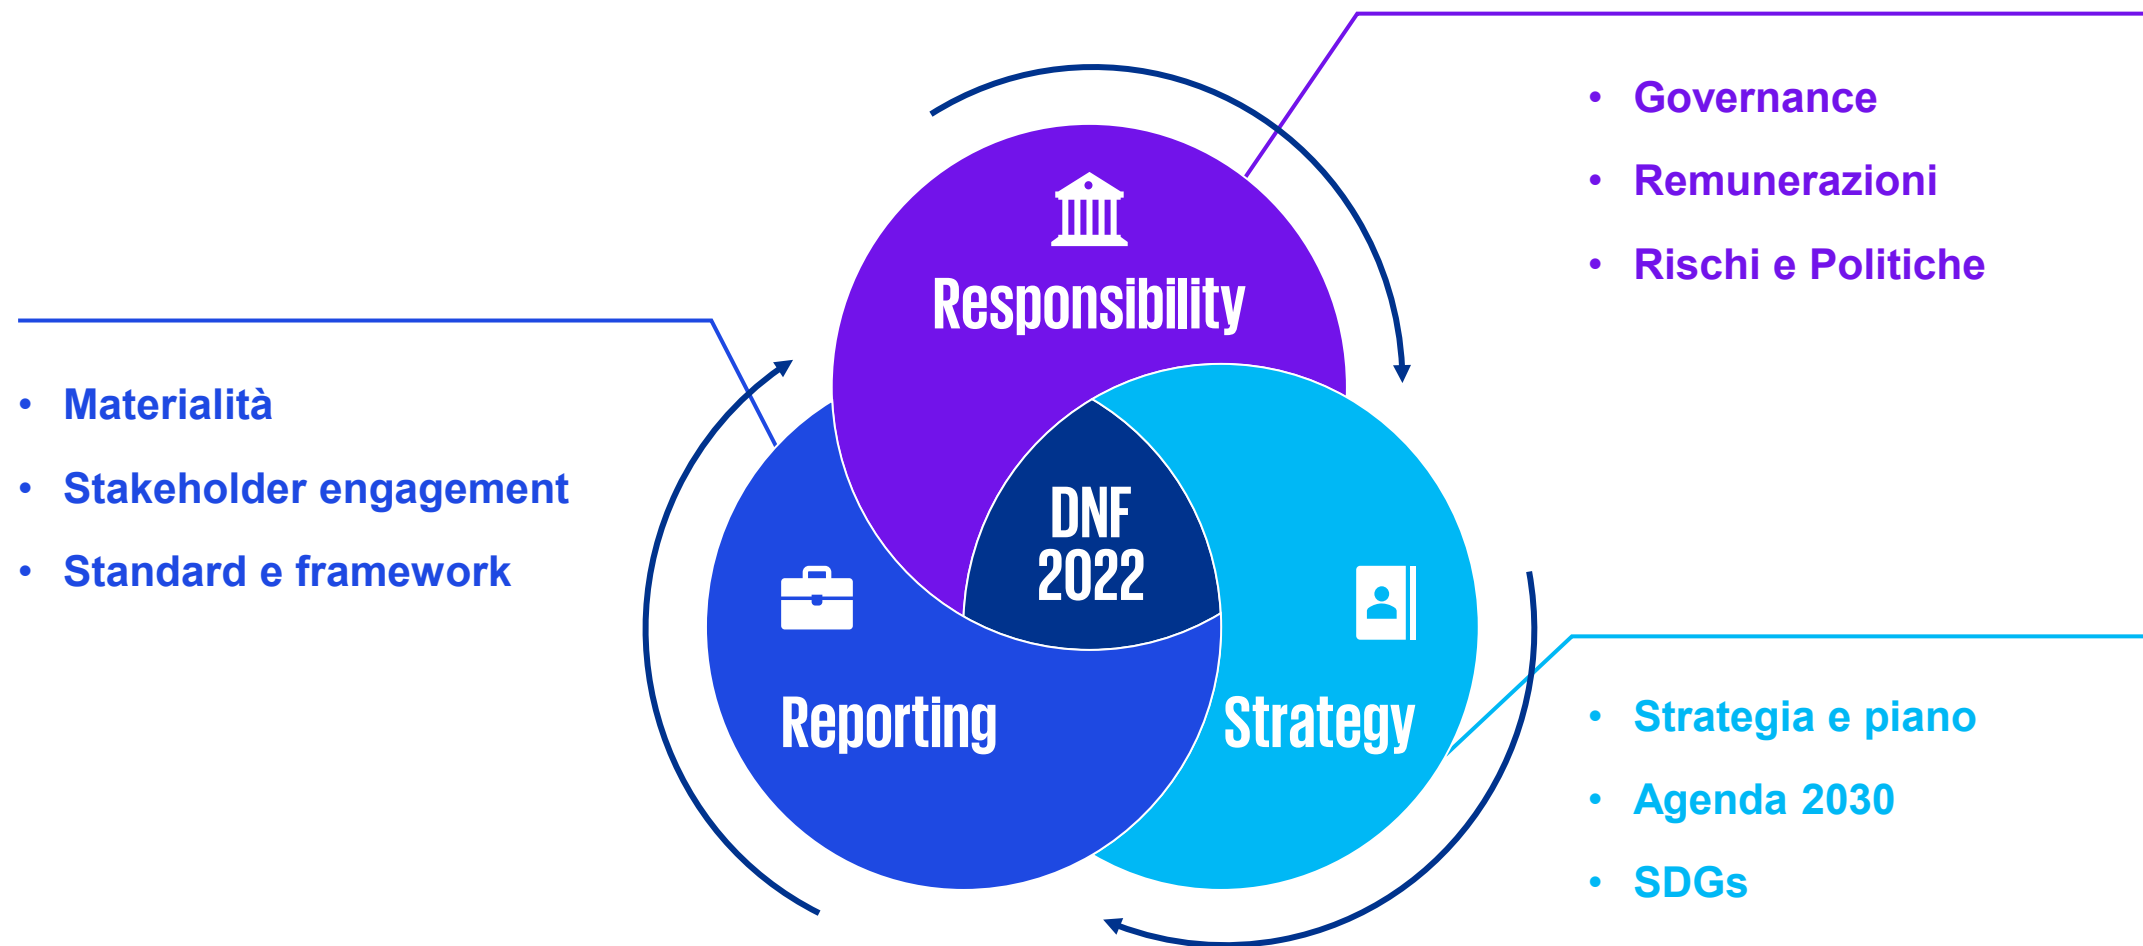 • Governance
• Remunerazioni
• Rischi e Politiche
Responsibility
• Materialità
• Stakeholder engagement
• Standard e framework
DNF
2022
Reporting
Strategy
• Strategia e piano
• Agenda 2030
• SDGs